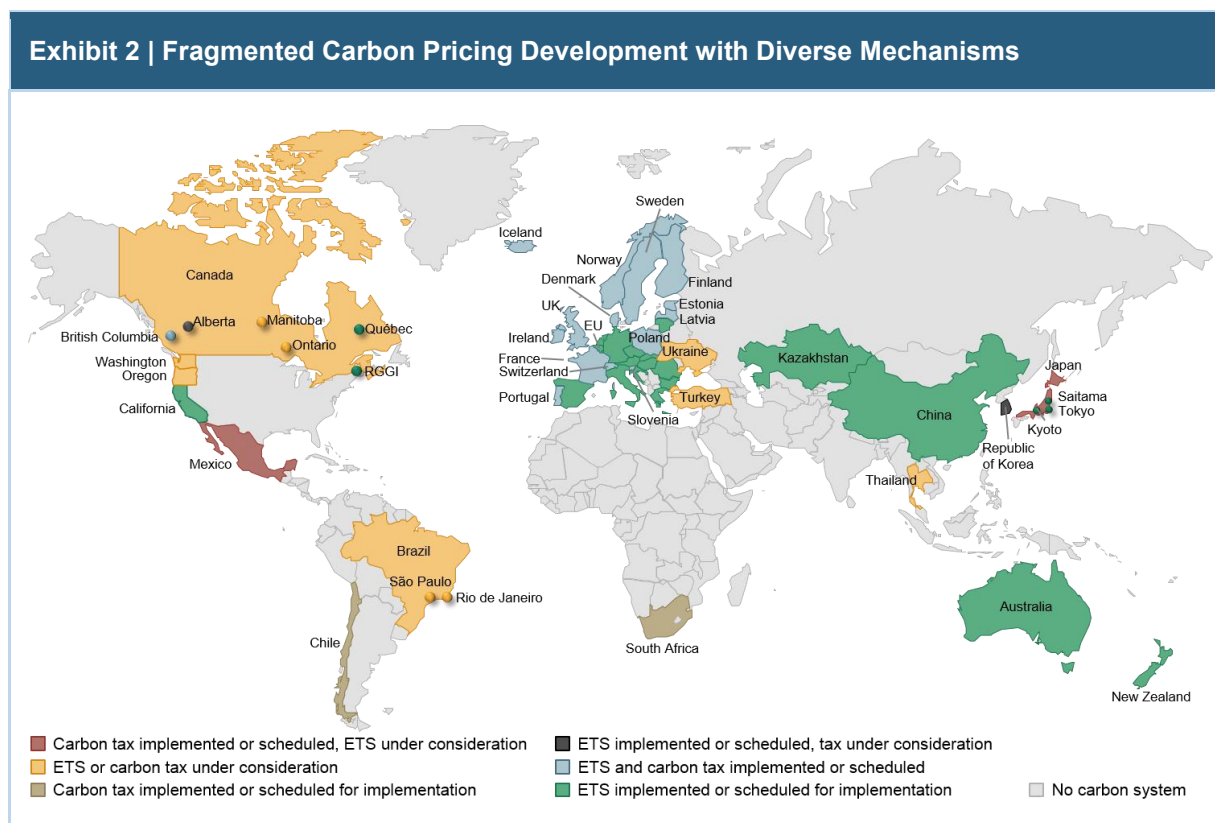 Exhibit 2 | Fragmented Carbon Pricing Development with Diverse Mechanisms
Sweden
Iceland
Norway
Canada
Denmark
Finland
UK
Estonia
Alberta
Manitoba
EU
Latvia
British Columbia
Québec
Ireland
Poland
Ontario
Ukraine
Kazakhstan
Japan
Washington
France
Oregon
RGGI
Switzerland
Saitama
California
Portugal
Turkey
China
Tokyo
Slovenia
Kyoto
Mexico
Republic
of Korea
Thailand
Brazil
São Paulo
Rio de Janeiro
Australia
Chile
South Africa
New Zealand
Carbon tax implemented or scheduled, ETS under consideration
ETS implemented or scheduled, tax under consideration
ETS or carbon tax under consideration
ETS and carbon tax implemented or scheduled
Carbon tax implemented or scheduled for implementation
ETS implemented or scheduled for implementation
No carbon system